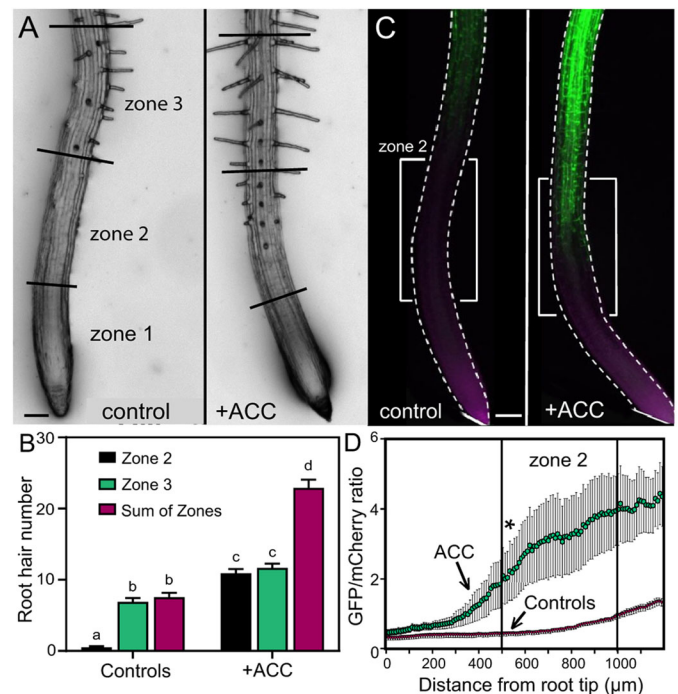 A
zone 3
zone 2
zone 1
control
+ACC
C
zone 2
control
+ACC
B
30
20
10
0
Root hair number
Zone 2
Zone 3
Sum of Zones
a
b
b
c
c
d
Controls
+ACC
D
6
4
2
0
GFP/mCherry ratio
zone 2
*
ACC
Controls
0 200 400 600 800 1000
Distance from root tip (µm)